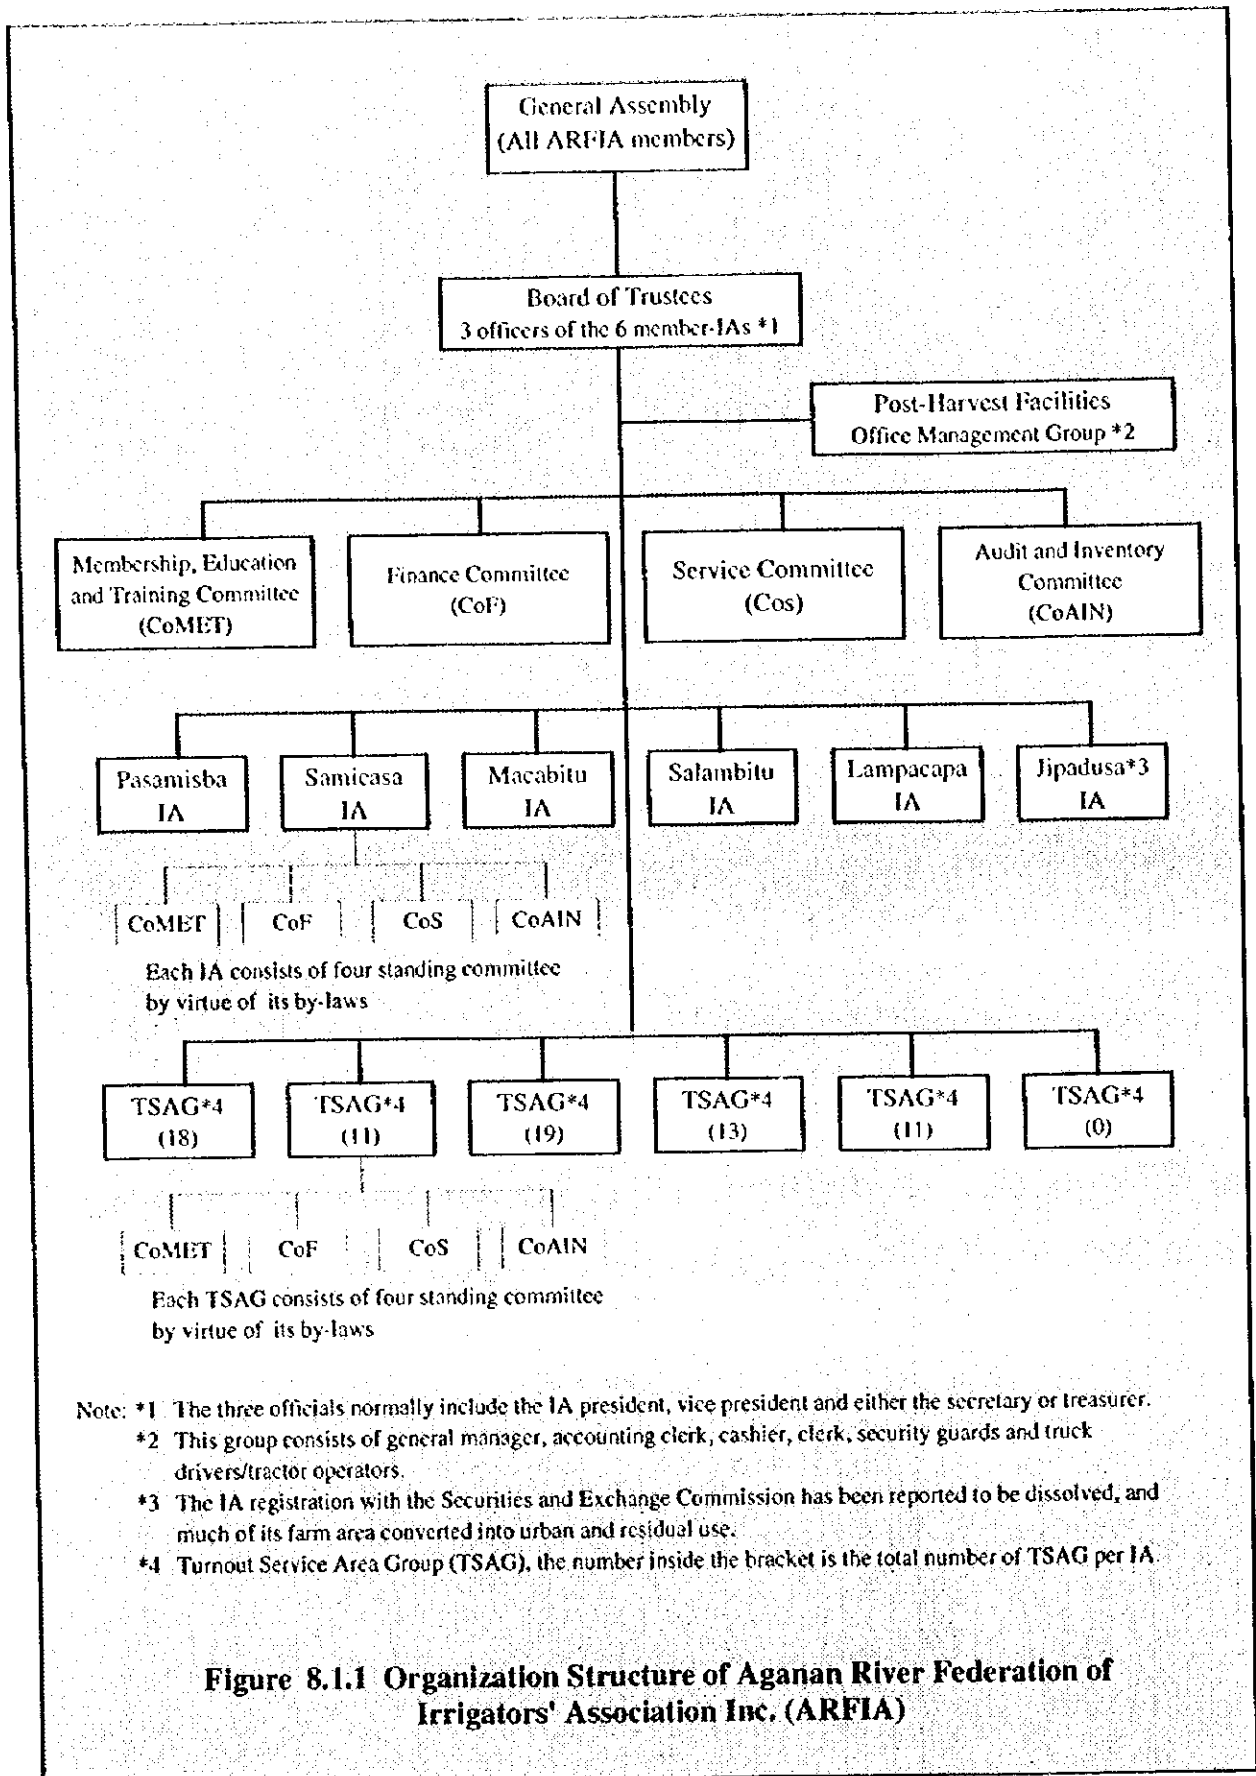 General Assembly
(All ARFIA members)
Board of Trustees
3 officers of the 6 member-IAs *1
Post-Harvest Facilities
Office Management Group *2
Membership, Education
and Training Committee
(CoMET)
Finance Committee
(CoF)
Service Committee
(Cos)
Audit and Inventory
Committee
(CoAIN)
Pasamisba
IA
Samicasa
IA
Macabitu
IA
Salambitu
IA
Lampacapa
IA
Jipadusa*3
IA
CoMET
CoF
CoS
CoAIN
Each IA consists of four standing committee
by virtue of its by-laws
TSAG*4
(18)
TSAG*4
(11)
TSAG*4
(19)
TSAG*4
(13)
TSAG*4
(11)
TSAG*4
(0)
CoMET
CoF
CoS
CoAIN
Each TSAG consists of four standing committee
by virtue of its by-laws
Note: *1 The three officials normally include the IA president, vice president and either the secretary or treasurer.
*2 This group consists of general manager, accounting clerk, cashier, clerk, security guards and truck
drivers/tractor operators.
*3 The IA registration with the Securities and Exchange Commission has been reported to be dissolved, and
much of its farm area converted into urban and residual use.
*4 Turnout Service Area Group (TSAG), the number inside the bracket is the total number of TSAG per IA
Figure 8.1.1 Organization Structure of Aganan River Federation of
Irrigators' Association Inc. (ARFIA)